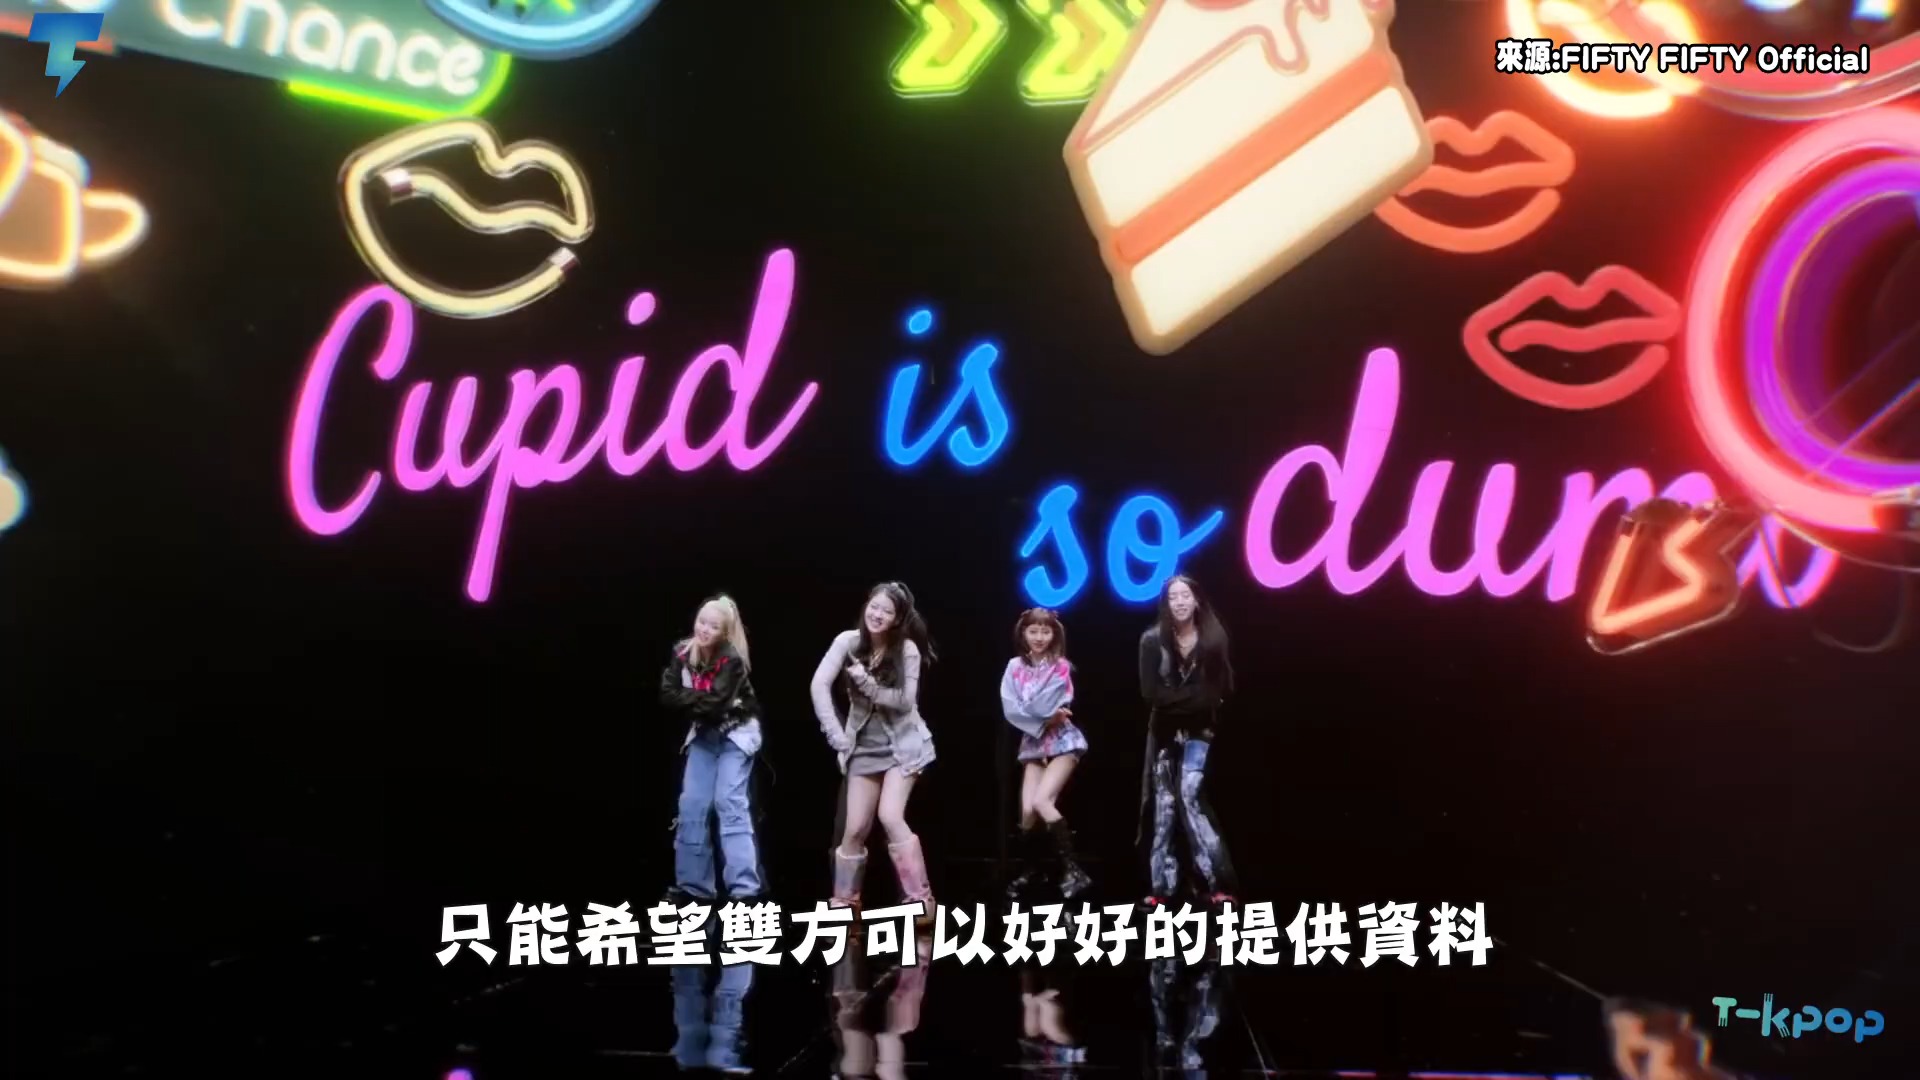 Chance
來源:FIFTY FIFTY Official
Cupid is
so dumb
只能希望雙方可以好好的提供資料
T-kpop